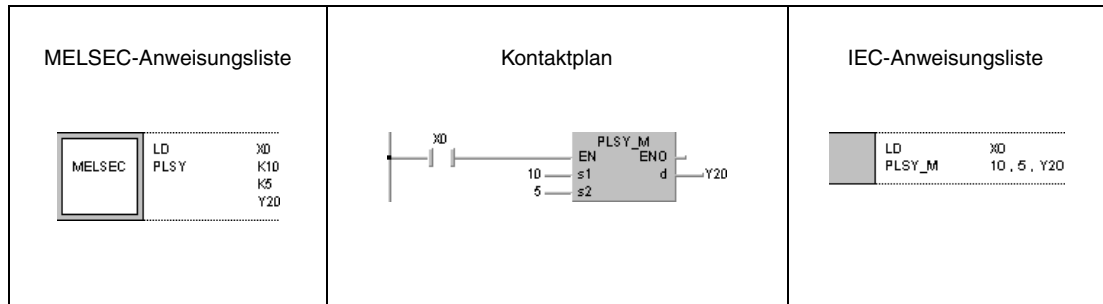 MELSEC-Anweisungsliste
MELSEC
LD X0
PLSY K10
K5
Y20
Kontaktplan
X0
PLSY_M
EN ENO
10 s1 d Y20
5 s2
IEC-Anweisungsliste
LD X0
PLSY_M 10 , 5 , Y20